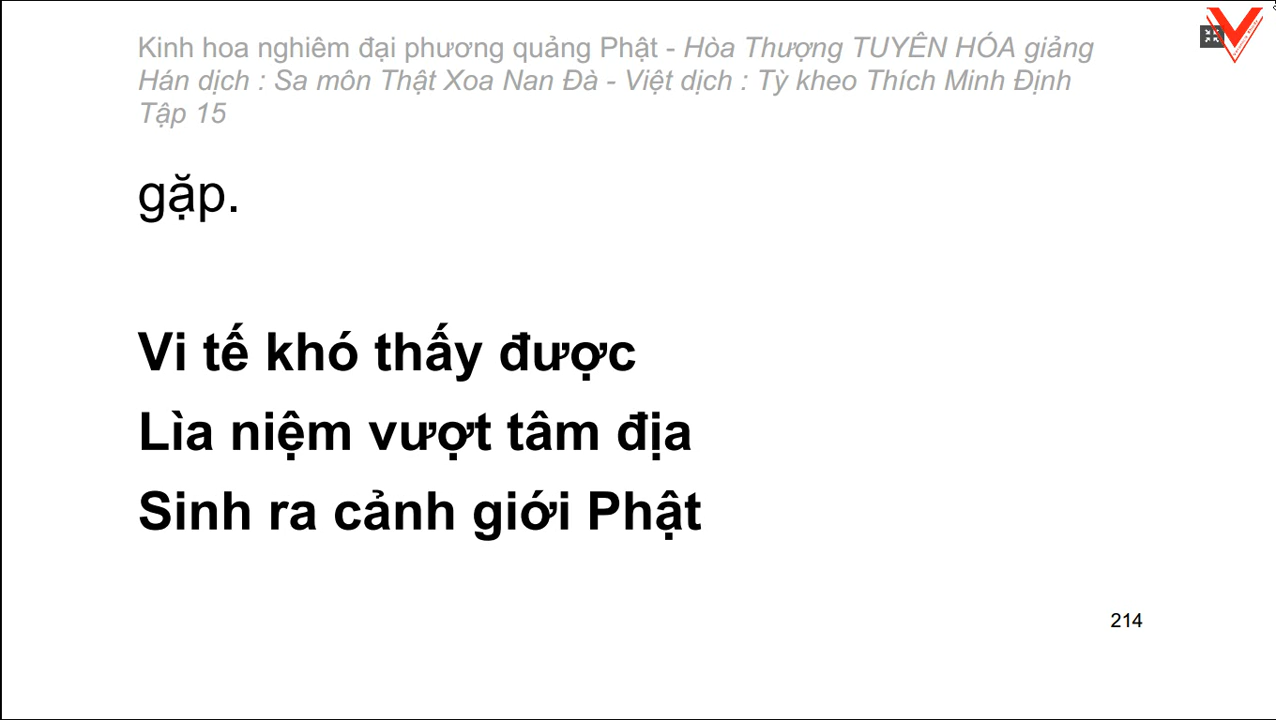 Kinh hoa nghiêm đại phương quảng Phật - Hòa Thượng TUYÊN HÓA giảng
Hán dịch : Sa môn Thật Xoa Nan Đà - Việt dịch : Tỳ kheo Thích Minh Định
Tập 15
gặp.
Vi tế khó thấy được
Lìa niệm vượt tâm địa
Sinh ra cảnh giới Phật
214